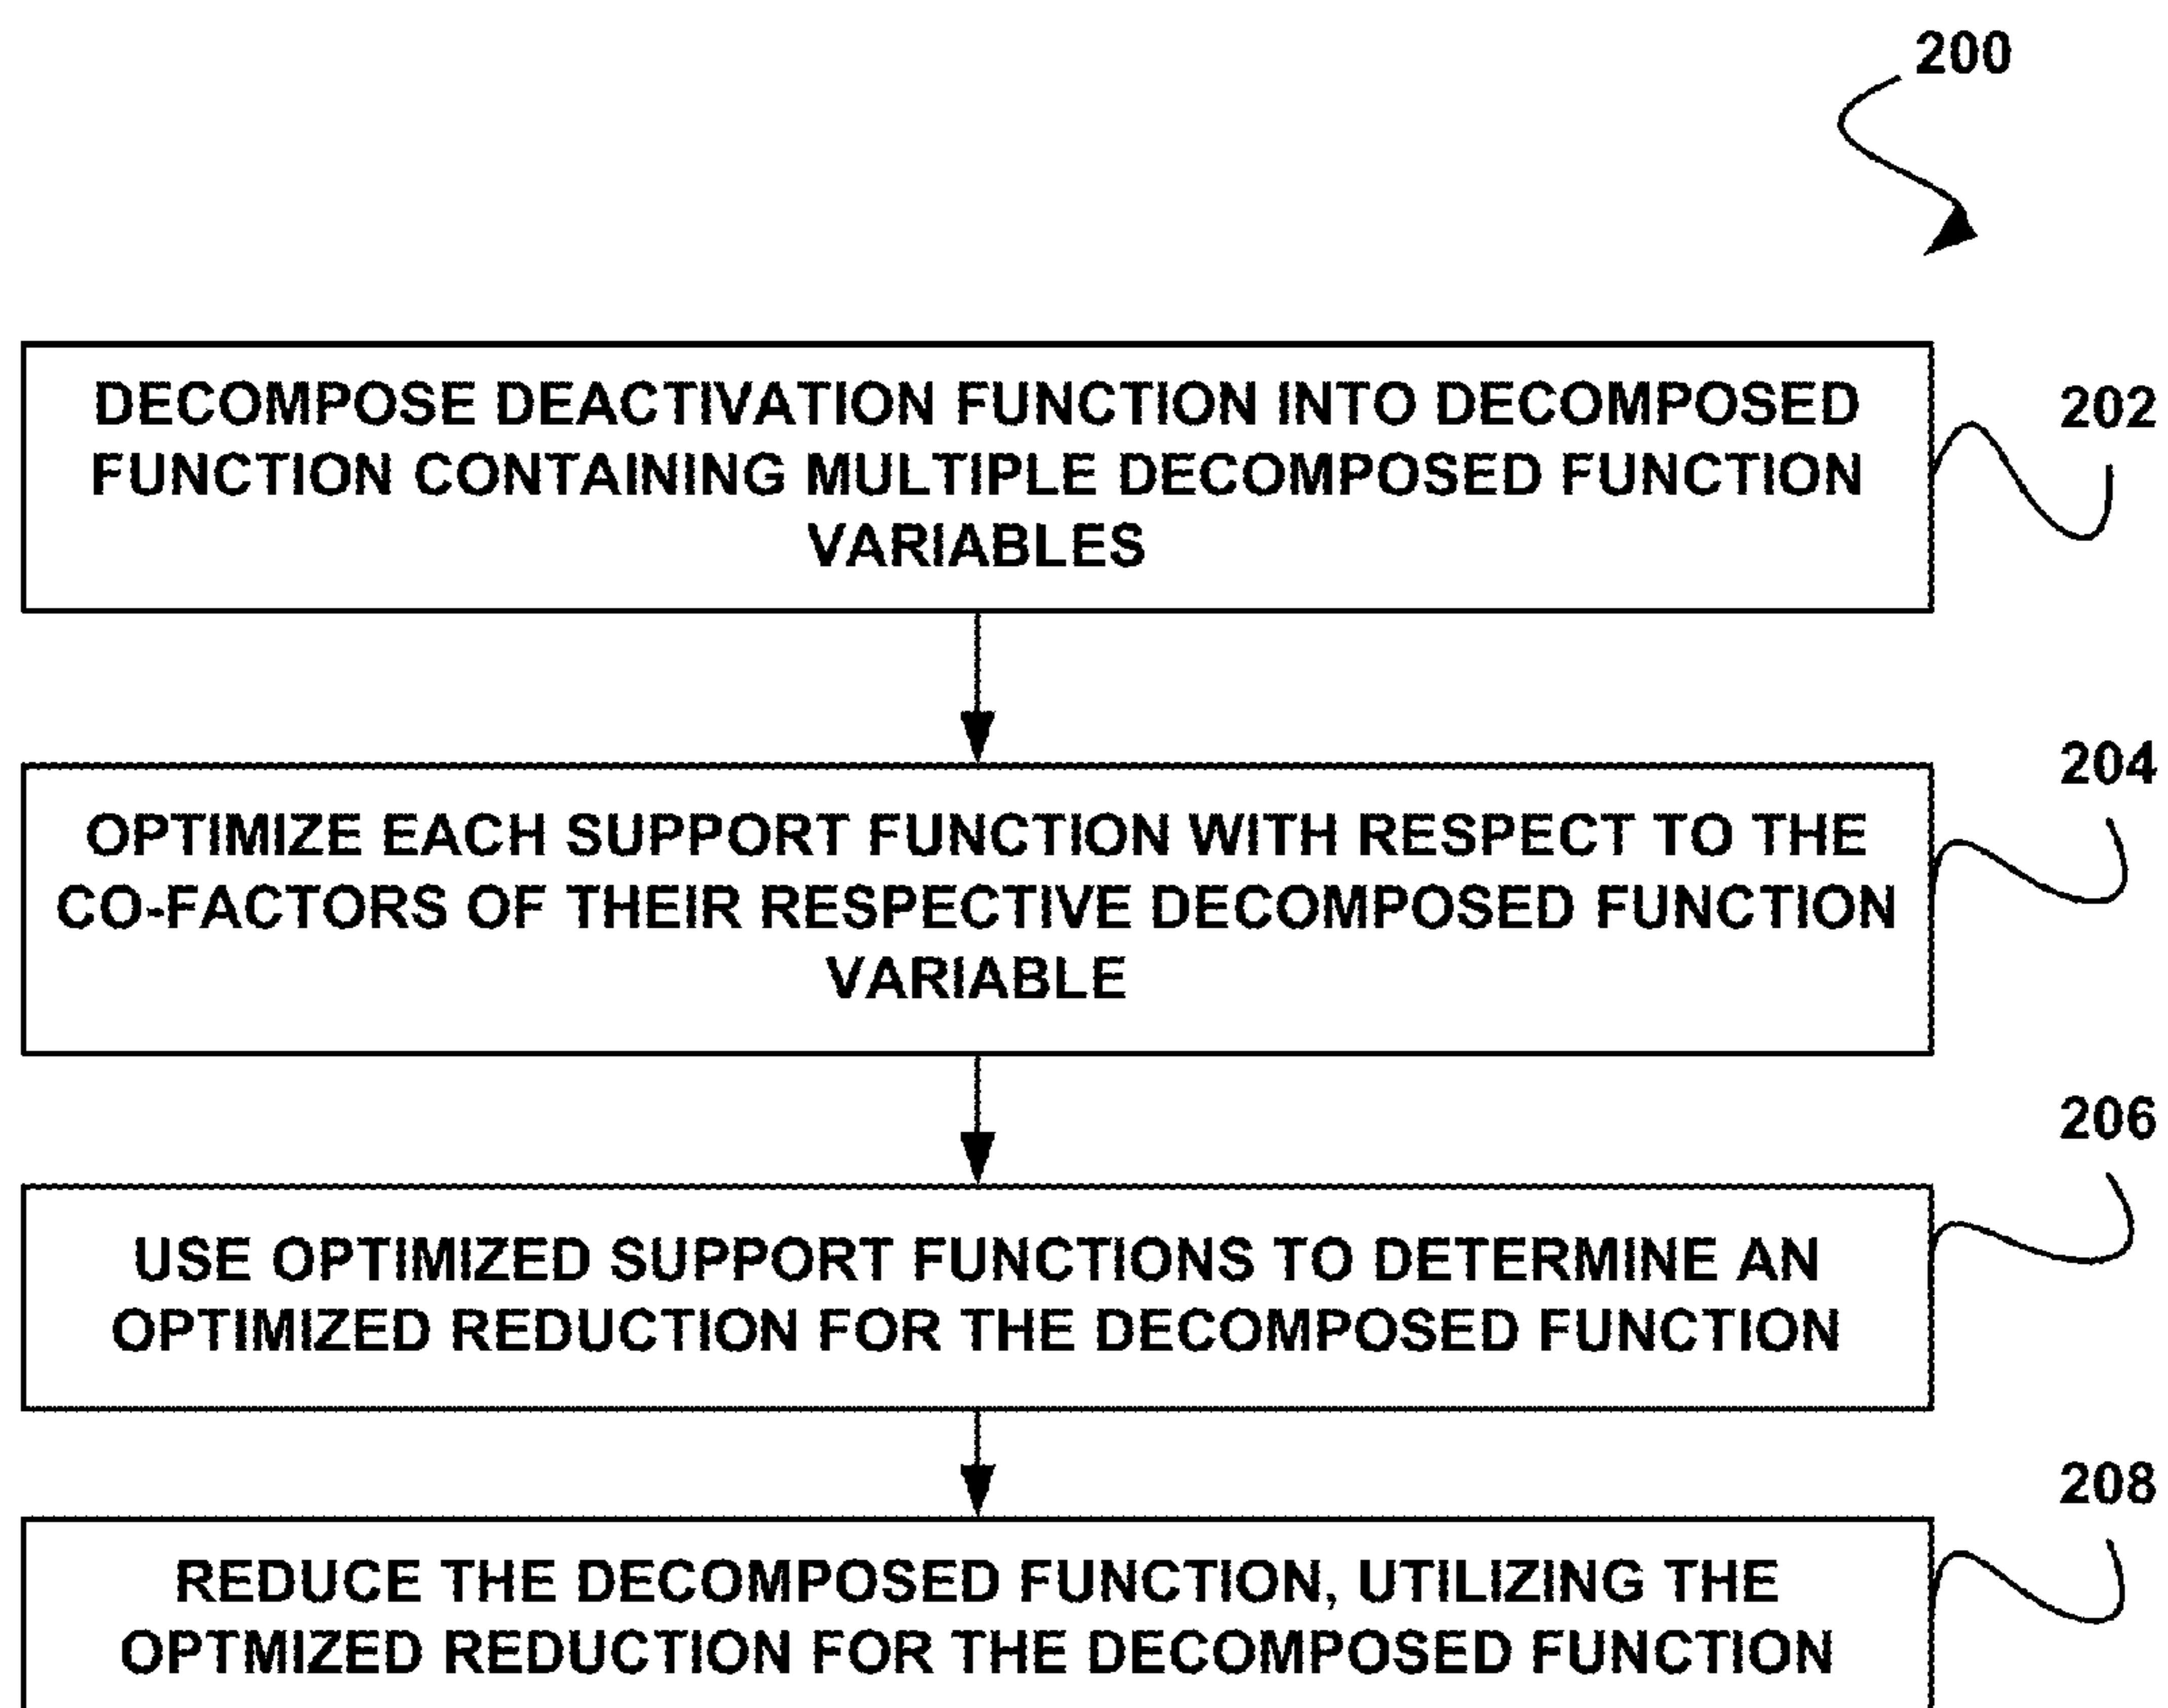 200
DECOMPOSE DEACTIVATION FUNCTION INTO DECOMPOSED
FUNCTION CONTAINING MULTIPLE DECOMPOSED FUNCTION
VARIABLES
202
OPTIMIZE EACH SUPPORT FUNCTION WITH RESPECT TO THE
CO-FACTORS OF THEIR RESPECTIVE DECOMPOSED FUNCTION
VARIABLE
204
USE OPTIMIZED SUPPORT FUNCTIONS TO DETERMINE AN
OPTIMIZED REDUCTION FOR THE DECOMPOSED FUNCTION
206
REDUCE THE DECOMPOSED FUNCTION, UTILIZING THE
OPTMIZED REDUCTION FOR THE DECOMPOSED FUNCTION
208